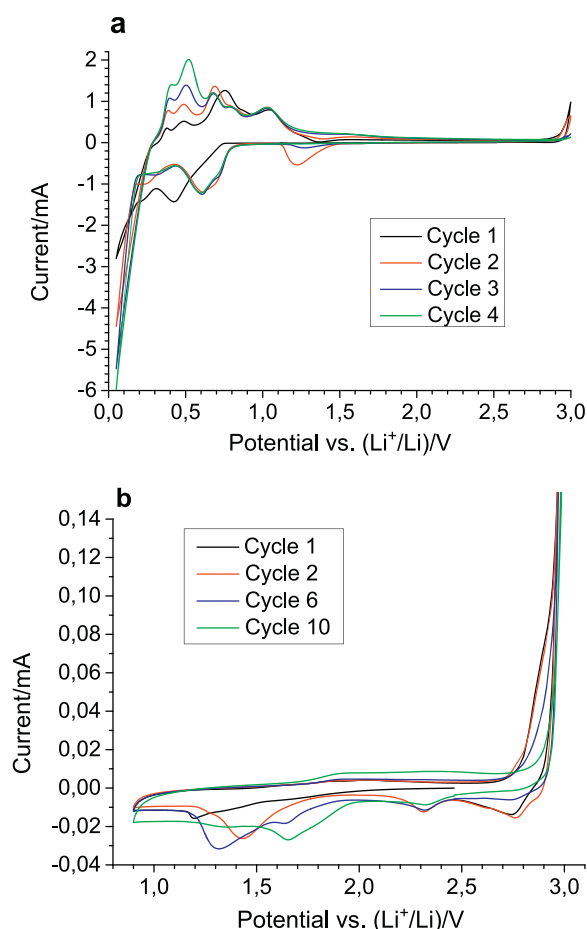 a
2
1
0
-1
-2
-3
-4
-5
-6
Current/mA
Cycle 1
Cycle 2
Cycle 3
Cycle 4
0,0 0,5 1,0 1,5 2,0 2,5 3,0
Potential vs. (Li⁺/Li)/V
b
0,14
0,12
0,10
0,08
0,06
0,04
0,02
0,00
-0,02
-0,04
Current/mA
Cycle 1
Cycle 2
Cycle 6
Cycle 10
1,0 1,5 2,0 2,5 3,0
Potential vs. (Li⁺/Li)/V